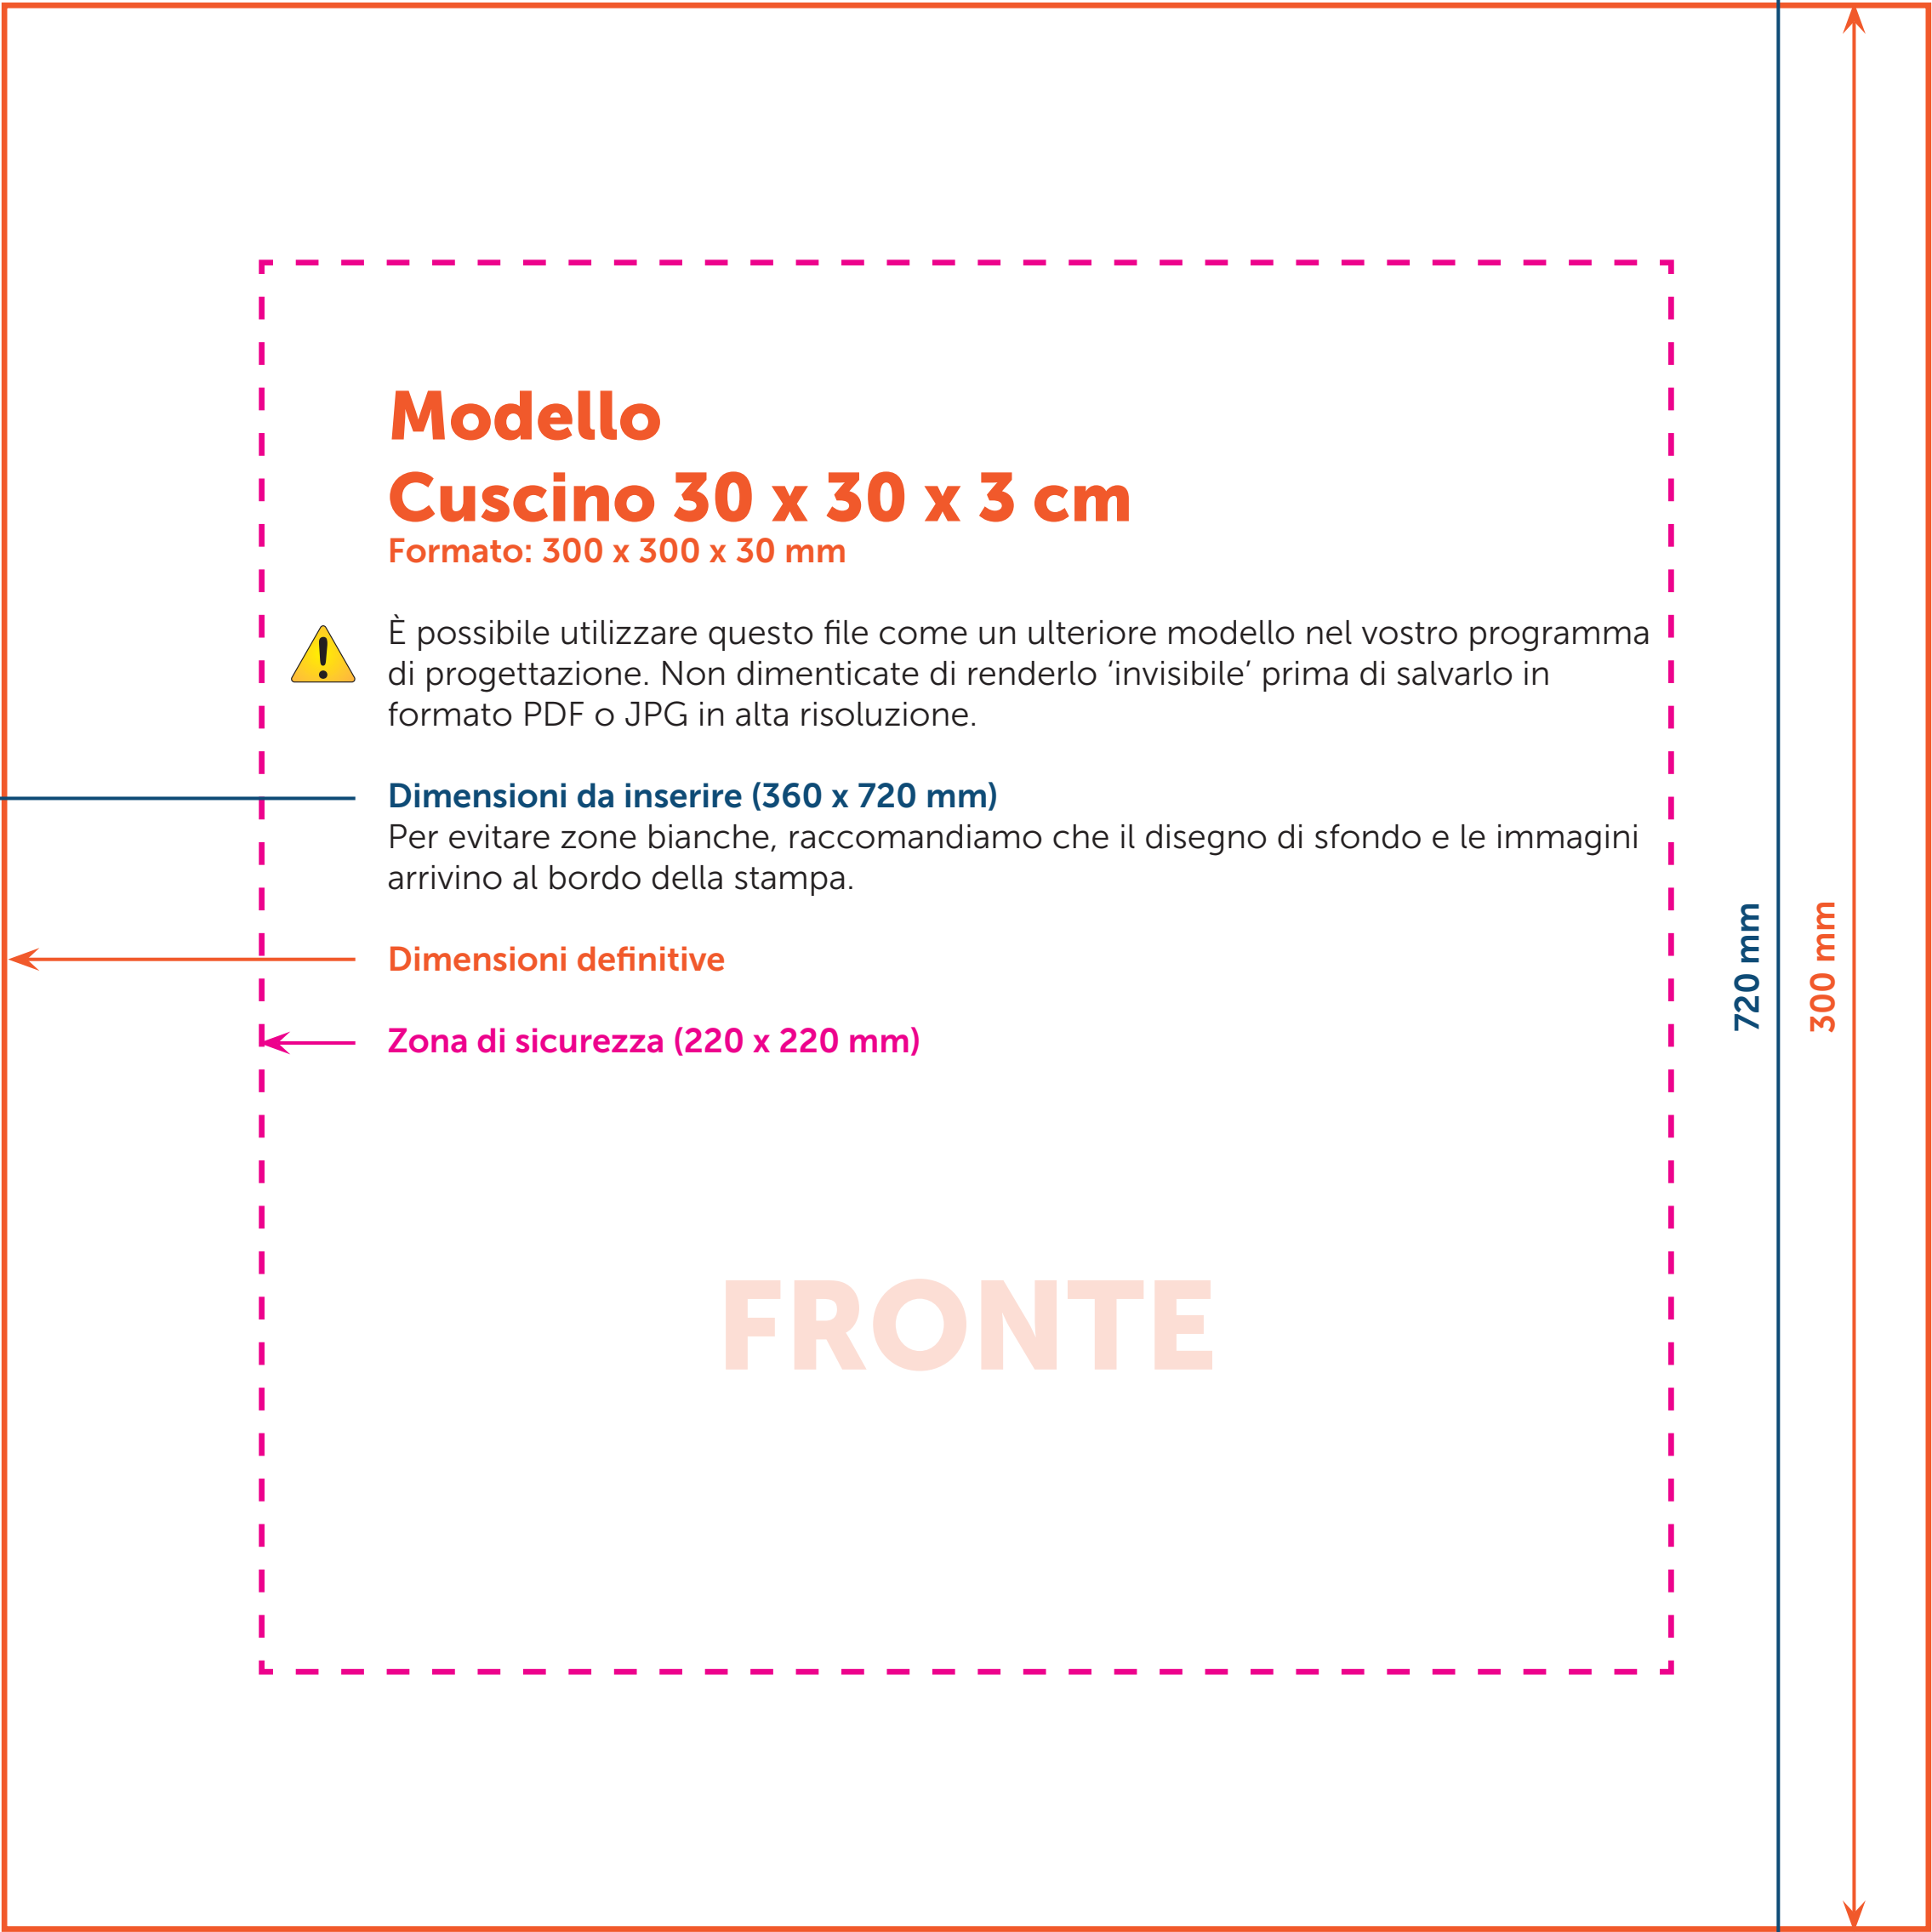 Modello
Cuscino 30 x 30 x 3 cm
Formato: 300 x 300 x 30 mm
È possibile utilizzare questo file come un ulteriore modello nel vostro programma
di progettazione. Non dimenticate di renderlo ‘invisibile’ prima di salvarlo in
formato PDF o JPG in alta risoluzione.
Dimensioni da inserire (360 x 720 mm)
Per evitare zone bianche, raccomandiamo che il disegno di sfondo e le immagini
arrivino al bordo della stampa.
Dimensioni definitive
Zona di sicurezza (220 x 220 mm)
FRONTE
720 mm
300 mm